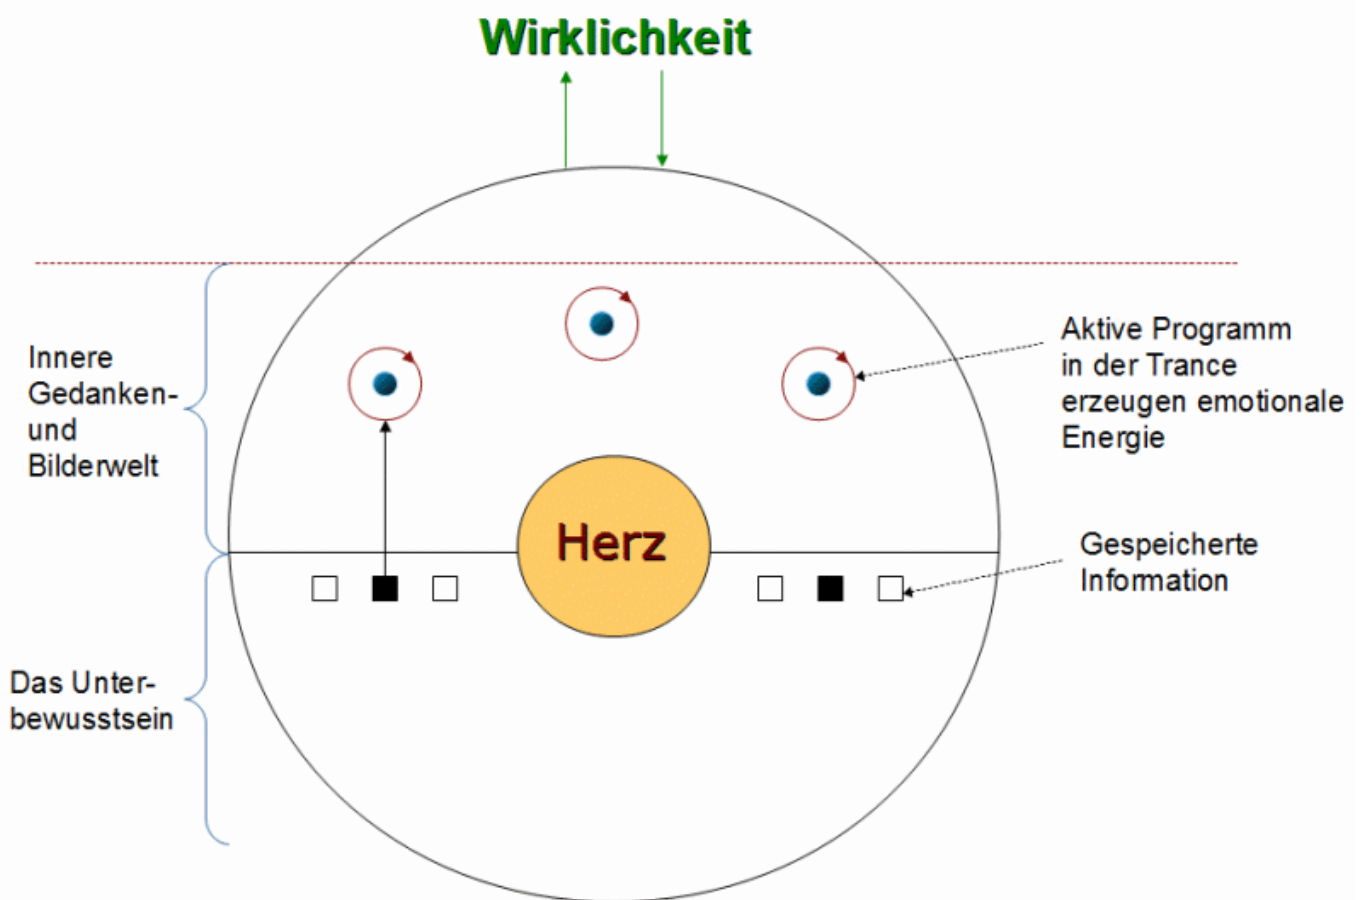 Wirklichkeit
Innere
Gedanken-
und
Bilderwelt
Aktive Programm
in der Trance
erzeugen emotionale
Energie
Herz
Gespeicherte
Information
Das Unter-
bewusstsein